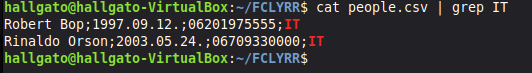 hallgato@hallgato-VirtualBox:~/FCLYRR$ cat people.csv | grep IT
Robert Bop;1997.09.12.;06201975555;IT
Rinaldo Orson;2003.05.24.;06709330000;IT
hallgato@hallgato-VirtualBox:~/FCLYRR$